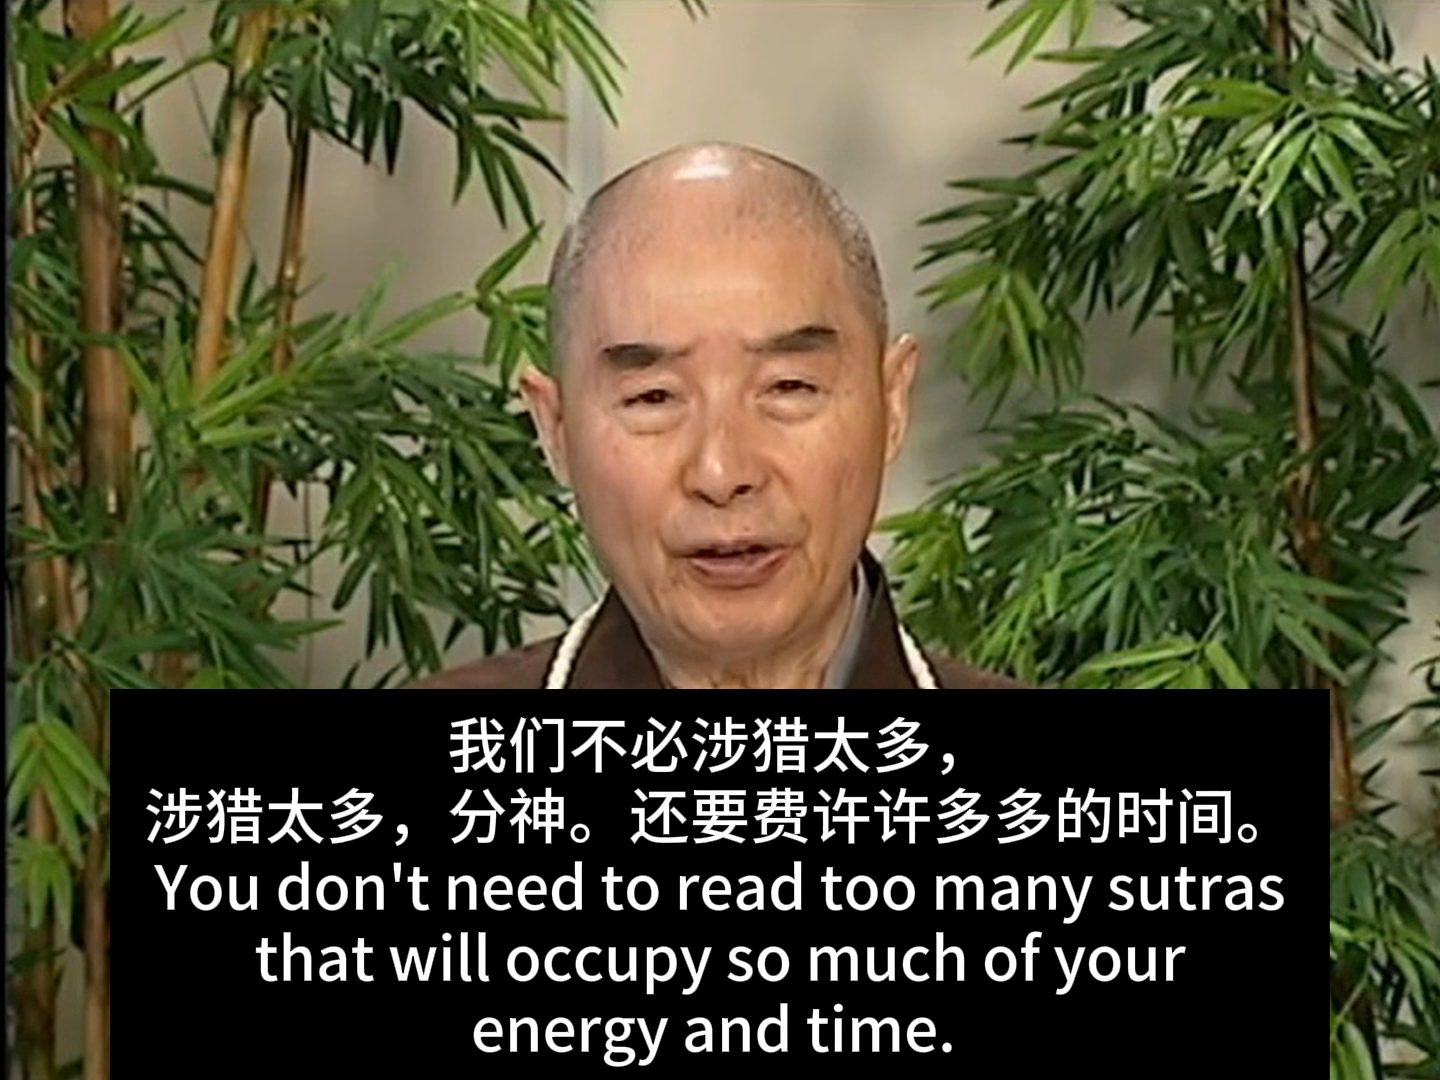 我们不必涉猎太多，
涉猎太多，分神。还要费许许多多的时间。
You don't need to read too many sutras
that will occupy so much of your
energy and time.